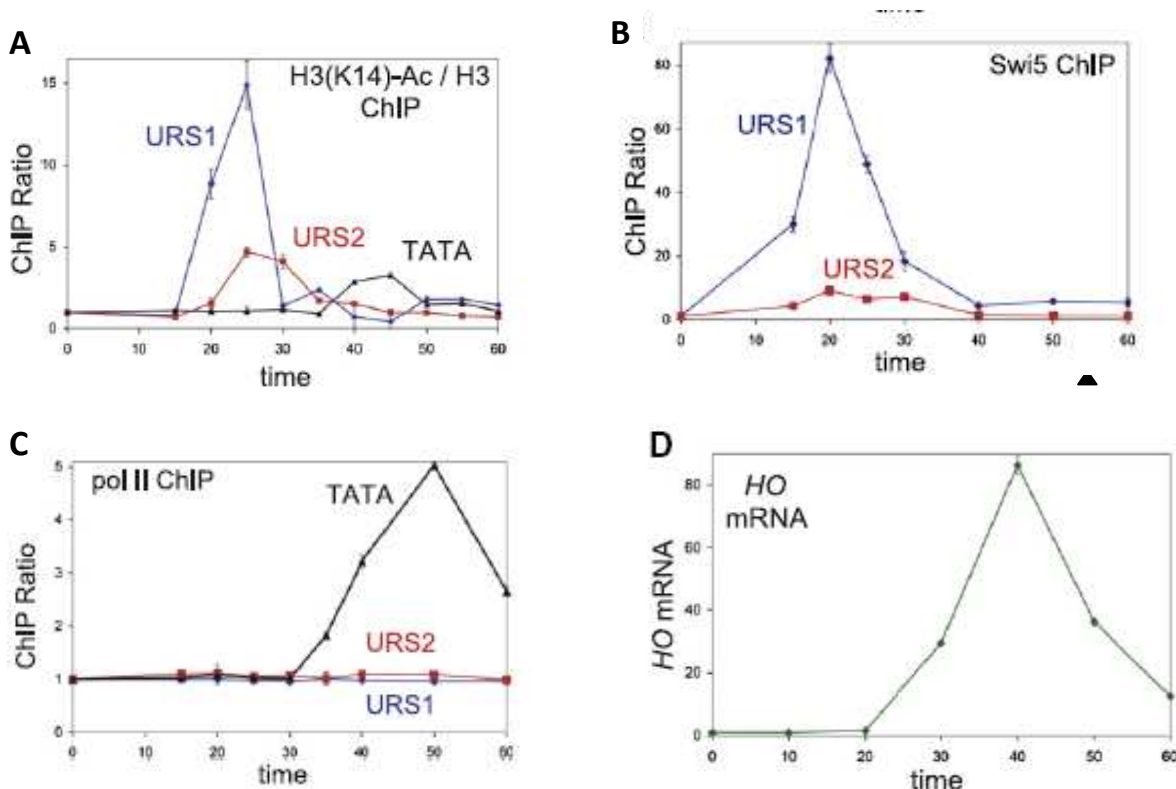 A
H3(K14)-Ac / H3
ChIP
URS1
URS2
TATA
ChIP Ratio
15
10
5
0
0 10 20 30 40 50 60
time
B
Swi5 ChIP
URS1
URS2
ChIP Ratio
80
60
40
20
0
0 10 20 30 40 50 60
time
C
pol II ChIP
TATA
URS2
URS1
ChIP Ratio
5
4
3
2
1
0
0 10 20 30 40 50 60
time
D
HO
mRNA
HO mRNA
80
60
40
20
0
0 10 20 30 40 50 60
time